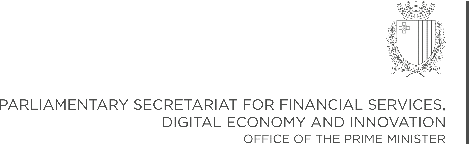 PARLIAMENTARY SECRETARIAT FOR FINANCIAL SERVICES,
DIGITAL ECONOMY AND INNOVATION
OFFICE OF THE PRIME MINISTER